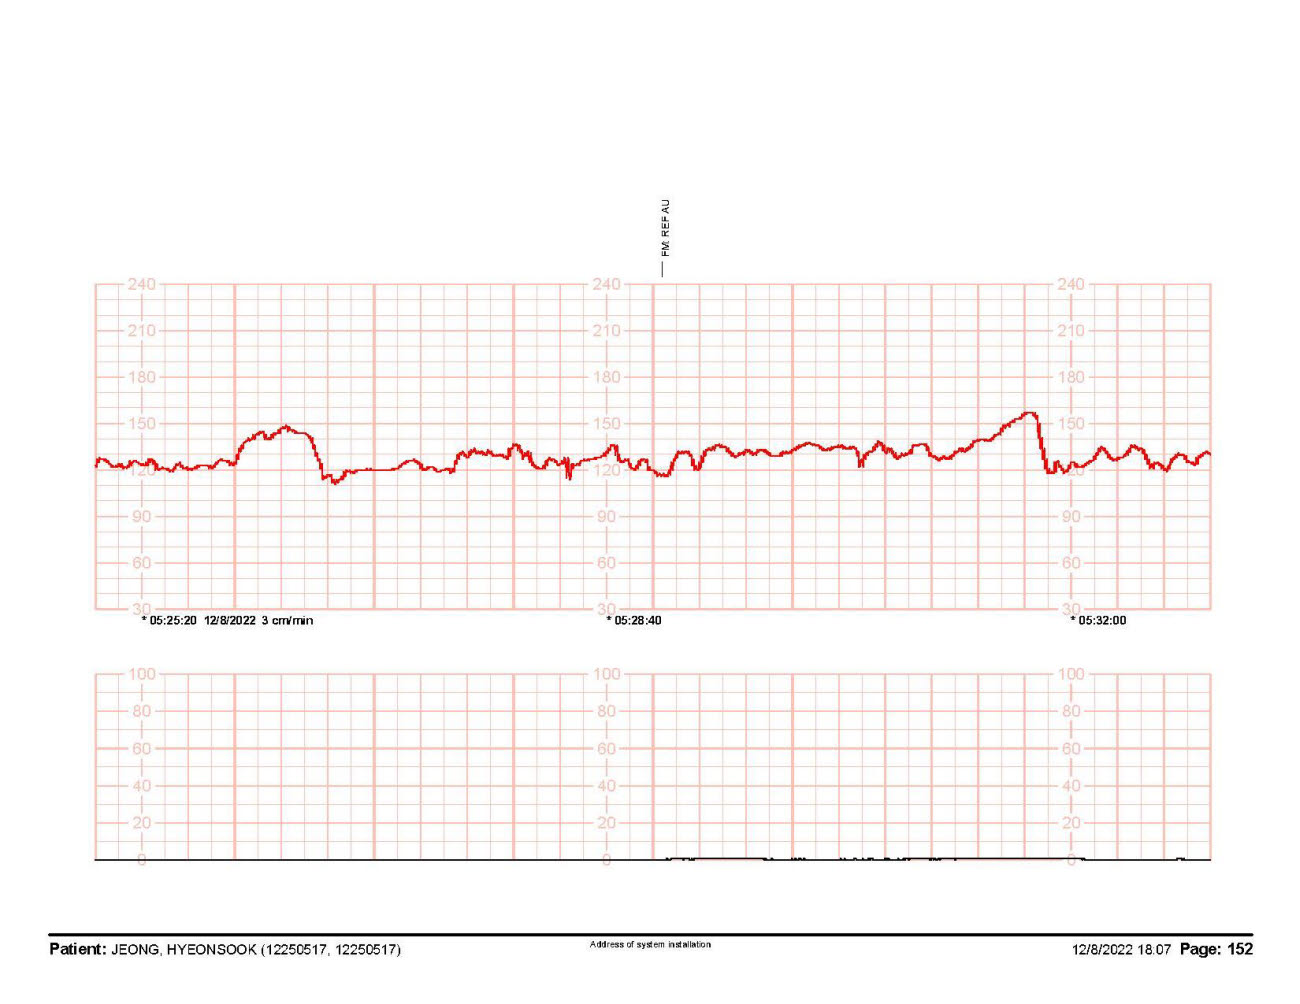 FM: REF AU
240 240 240
210 210 210
180 180 180
150 150 150
120 120 120
90 90 90
60 60 60
30 30 30
* 05:25:20 12/8/2022 3 cm/min * 05:28:40 * 05:32:00
100 100 100
80 80 80
60 60 60
40 40 40
20 20 20
0 0 0
Patient: JEONG, HYEONSOOK (12250517, 12250517) Address of system installation 12/8/2022 18:07 Page: 152